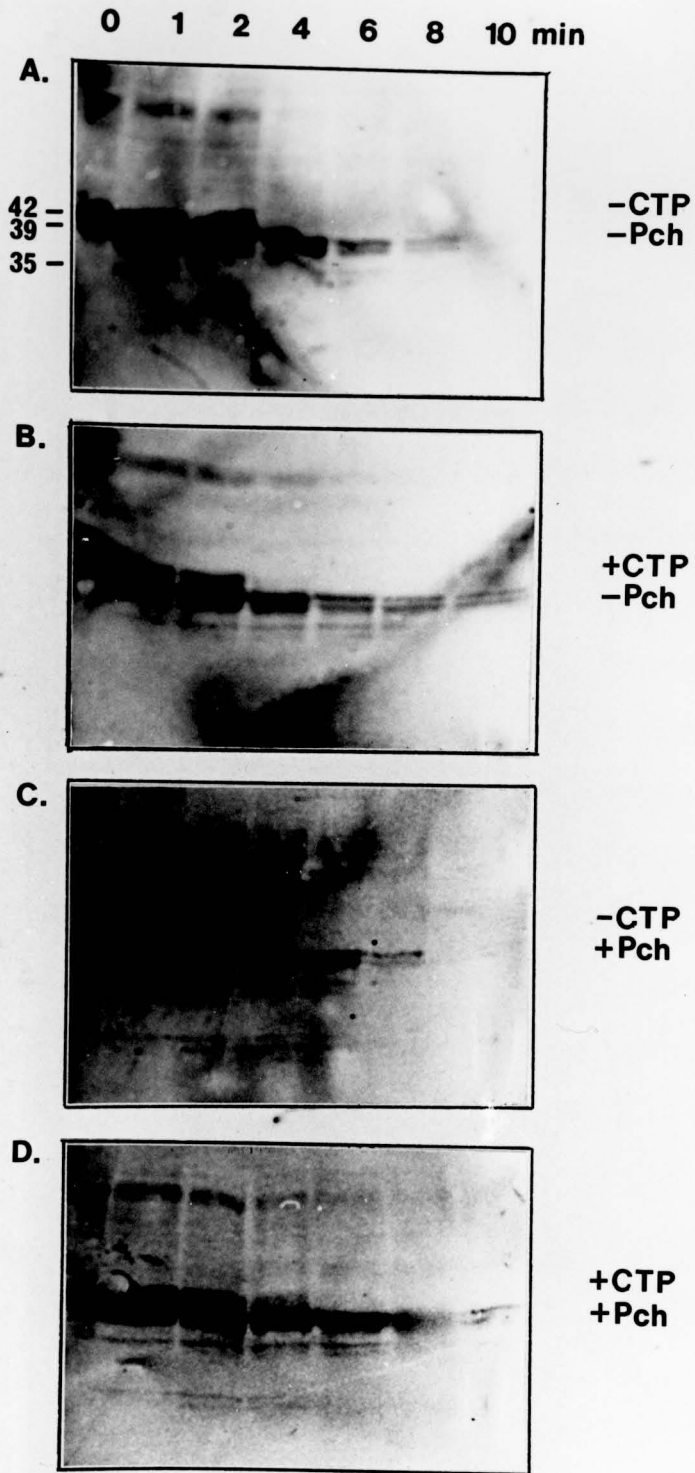 0 1 2 4 6 8 10 min
A.
42 –
39 –
35 –
–CTP
–Pch
B.
+CTP
–Pch
C.
–CTP
+Pch
D.
+CTP
+Pch